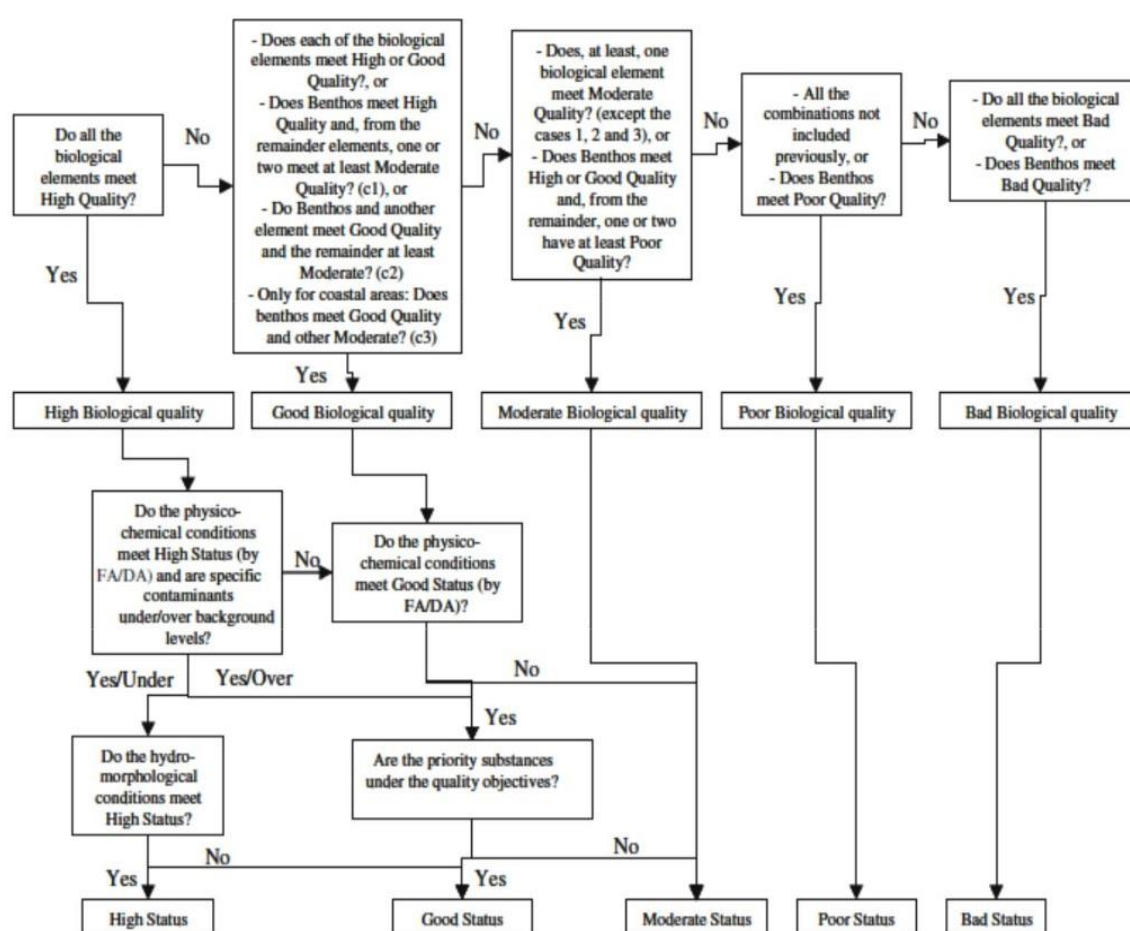 Do all the
biological
elements meet
High Quality?
No
- Does each of the biological
elements meet High or Good
Quality?, or
- Does Benthos meet High
Quality and, from the
remainder elements, one or
two meet at least Moderate
Quality? (c1), or
- Do Benthos and another
element meet Good Quality
and the remainder at least
Moderate? (c2)
- Only for coastal areas: Does
benthos meet Good Quality
and other Moderate? (c3)
No
- Does, at least, one
biological element
meet Moderate
Quality? (except the
cases 1, 2 and 3), or
- Does Benthos meet
High or Good Quality
and, from the
remainder, one or two
have at least Poor
Quality?
No
- All the
combinations not
included
previously, or
- Does Benthos
meet Poor Quality?
No
- Do all the biological
elements meet Bad
Quality?, or
- Does Benthos meet
Bad Quality?
Yes
Yes
Yes
Yes
Yes
High Biological quality
Good Biological quality
Moderate Biological quality
Poor Biological quality
Bad Biological quality
Do the physico-
chemical conditions
meet High Status (by
FA/DA) and are specific
contaminants
under/over background
levels?
No
Do the physico-
chemical conditions
meet Good Status (by
FA/DA)?
Yes/Under
Yes/Over
No
Yes
Do the hydro-
morphological
conditions meet
High Status?
Are the priority substances
under the quality objectives?
No
No
Yes
Yes
High Status
Good Status
Moderate Status
Poor Status
Bad Status